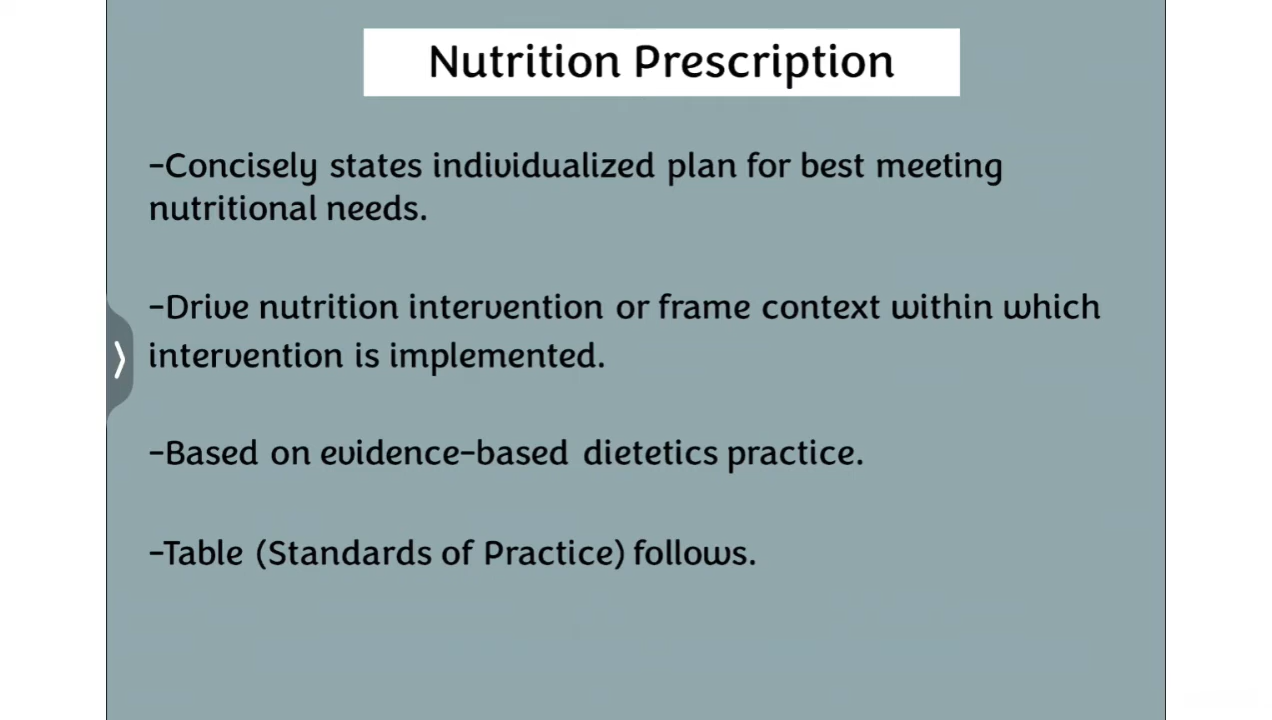 Nutrition Prescription
-Concisely states individualized plan for best meeting
nutritional needs.
-Drive nutrition intervention or frame context within which
intervention is implemented.
-Based on evidence-based dietetics practice.
-Table (Standards of Practice) follows.